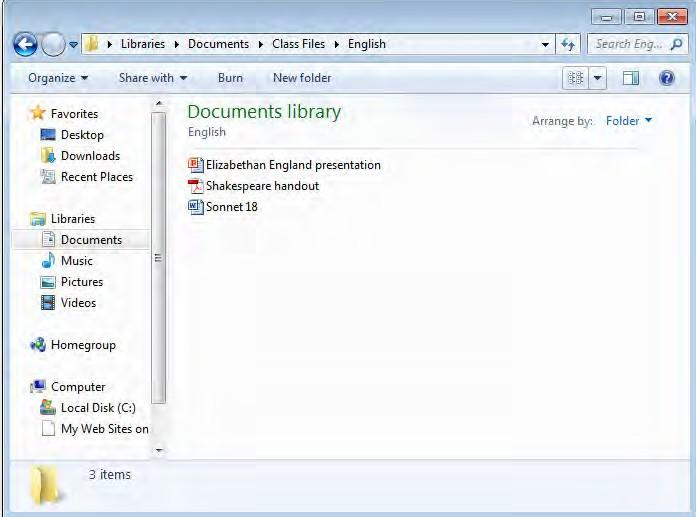 Libraries Documents Class Files English
Search Eng...
Organize Share with Burn New folder
Favorites
Desktop
Downloads
Recent Places
Libraries
Documents
Music
Pictures
Videos
Homegroup
Computer
Local Disk (C:)
My Web Sites on
Documents library
English
Arrange by: Folder
Elizabethan England presentation
Shakespeare handout
Sonnet 18
3 items